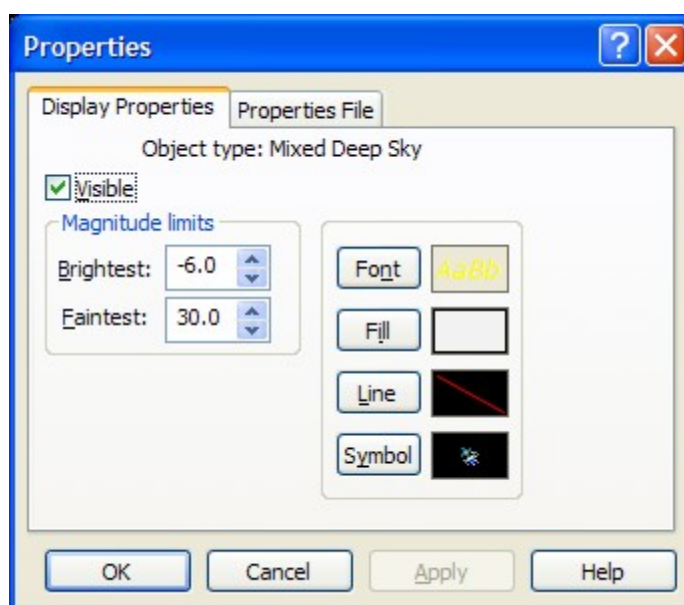 Properties
?
Display Properties Properties File
Object type: Mixed Deep Sky
Visible
Magnitude limits
Brightest: -6.0
Faintest: 30.0
Font AaBb
Fill
Line
Symbol
OK Cancel Apply Help